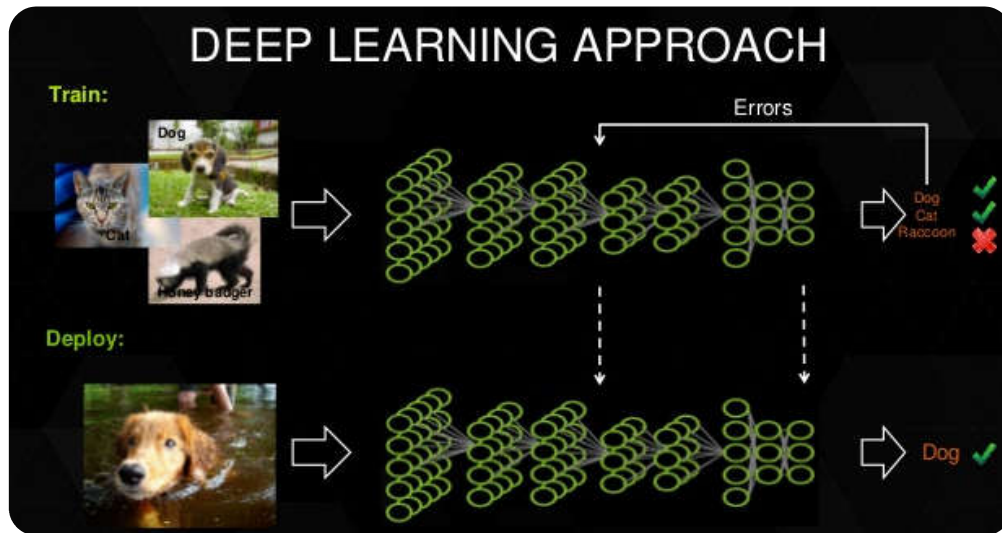 DEEP LEARNING APPROACH
Train:
Errors
Dog
Cat
Honey badger
Dog
Cat
Raccoon
Deploy:
Dog